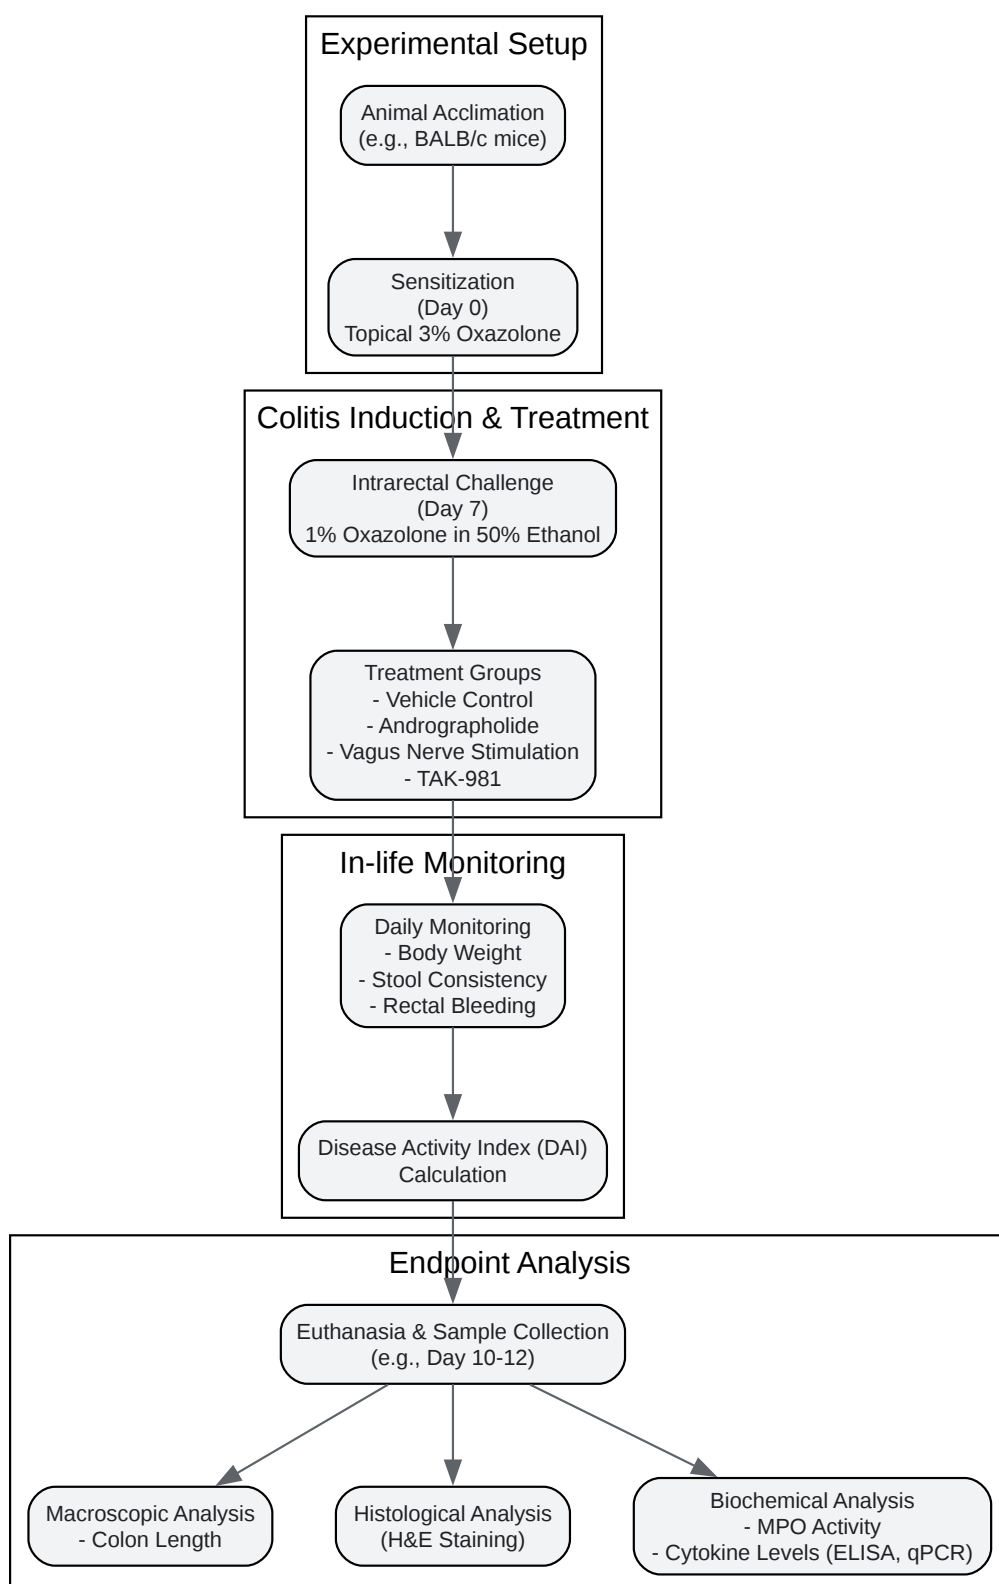 Experimental Setup
Animal Acclimation
(e.g., BALB/c mice)
Sensitization
(Day 0)
Topical 3% Oxazolone
Colitis Induction & Treatment
Intrarectal Challenge
(Day 7)
1% Oxazolone in 50% Ethanol
Treatment Groups
- Vehicle Control
- Andrographolide
- Vagus Nerve Stimulation
- TAK-981
In-life Monitoring
Daily Monitoring
- Body Weight
- Stool Consistency
- Rectal Bleeding
Disease Activity Index (DAI)
Calculation
Endpoint Analysis
Euthanasia & Sample Collection
(e.g., Day 10-12)
Macroscopic Analysis
- Colon Length
Histological Analysis
(H&E Staining)
Biochemical Analysis
- MPO Activity
- Cytokine Levels (ELISA, qPCR)